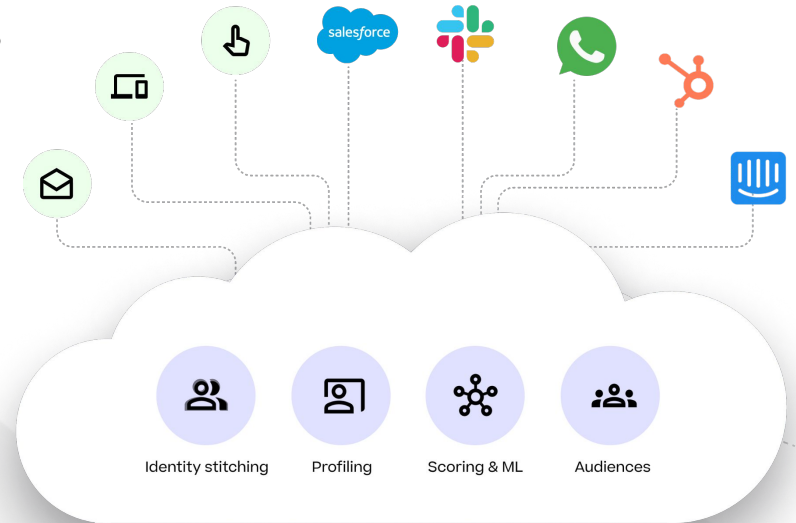 salesforce
Identity stitching
Profiling
Scoring & ML
Audiences